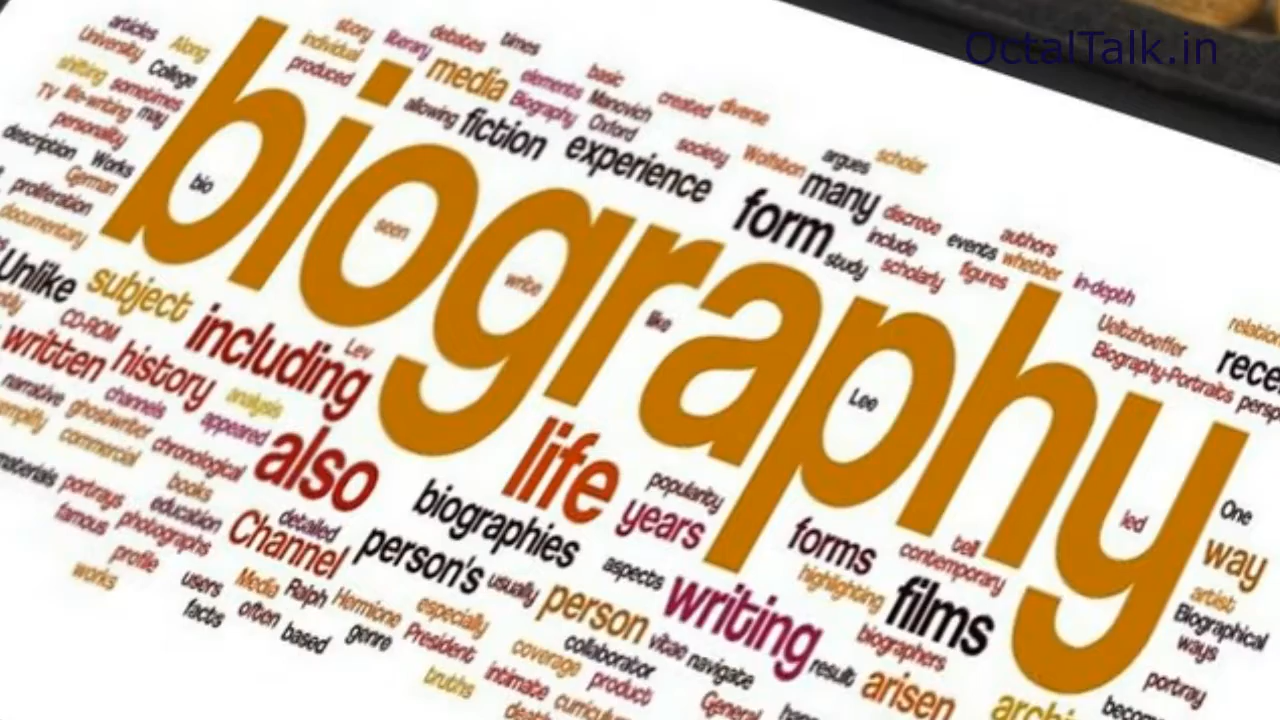 OctalTalk.in
articles
story
literary
debates
times
University
Along
individual
basic
shifting
College
produced
media
elements
Manovich
created
diverse
TV
life-writing
sometimes
may
allowing
fiction
Biography
Oxford
society
Wolfston
argues
scholar
personality
description
Works
experience
many
discrete
authors
German
bio
form
include
events
whether
proliferation
study
scholarly
figures
in-depth
documentary
seen
biography
write
like
Lee
led
Unlike
subject
including
Lev
Ueltzhoeffer
Biography-Portraits
CD-ROM
written
history
analysis
narrative
channels
ghostwriter
appeared
also
life
popularity
commercial
chronological
biographies
years
One
materials
portrays
books
education
detailed
forms
bell
contemporary
way
famous
photographs
Channel
person's
aspects
highlighting
films
artist
profile
usually
writing
Biographical
works
users
Media
Ralph
Hermione
especially
person
vitae
biographers
ways
facts
often
based
genre
President
collaborator
navigate
result
arisen
portray
coverage
product
truths
intimate
General